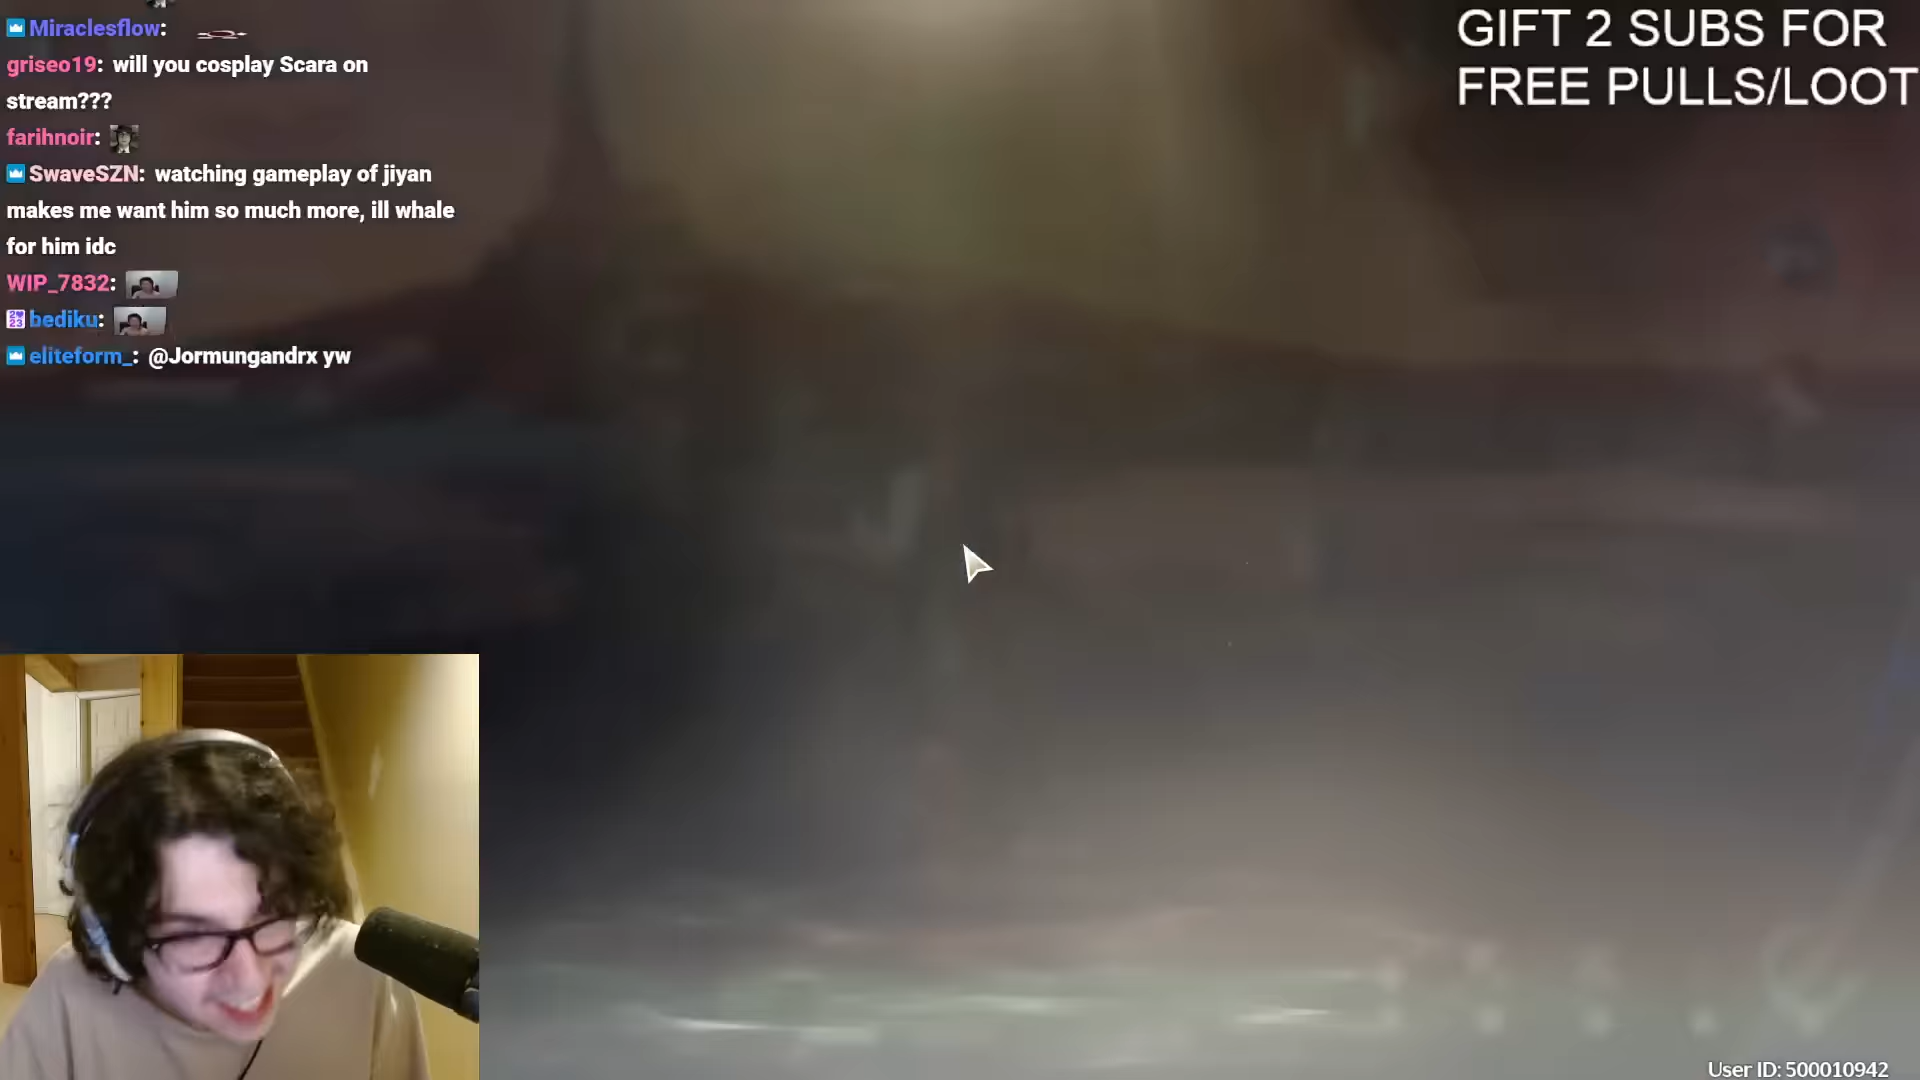 Miraclesflow:
griseo19: will you cosplay Scara on
stream???
farihnoir:
SwaveSZN: watching gameplay of jiyan
makes me want him so much more, ill whale
for him idc
WIP_7832:
bediku:
eliteform_: @Jormungandrx yw
GIFT 2 SUBS FOR
FREE PULLS/LOOT
User ID: 500010942